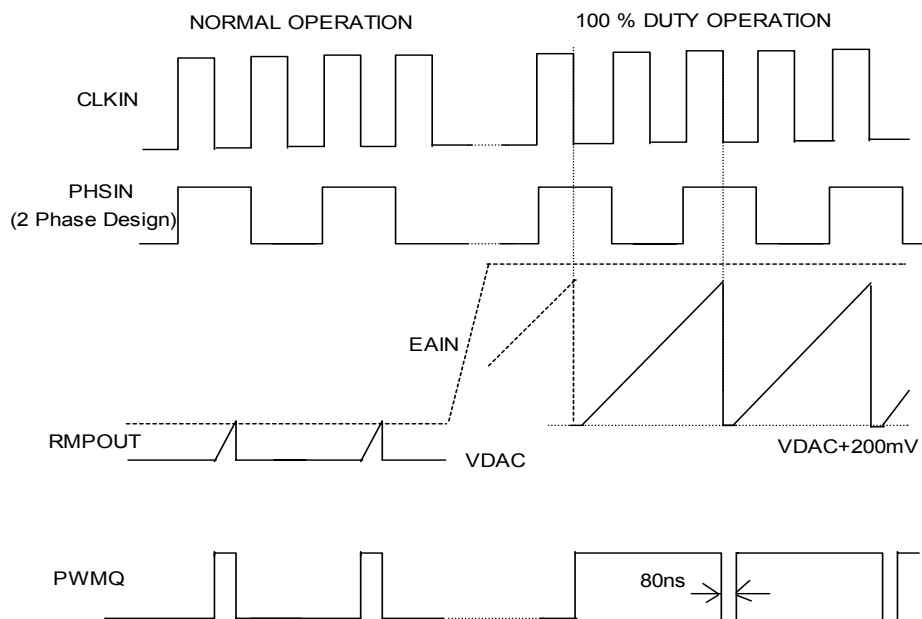 NORMAL OPERATION
100 % DUTY OPERATION
CLKIN
PHSIN
(2 Phase Design)
EAIN
RMPOUT
VDAC
VDAC+200mV
PWMQ
80ns